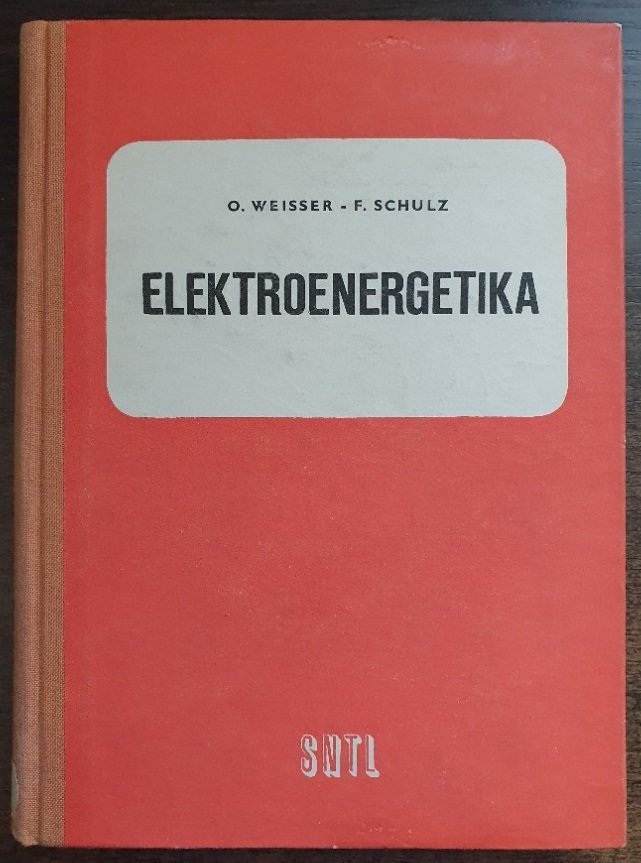 O. WEISSER - F. SCHULZ
ELEKTROENERGETIKA
SNTL